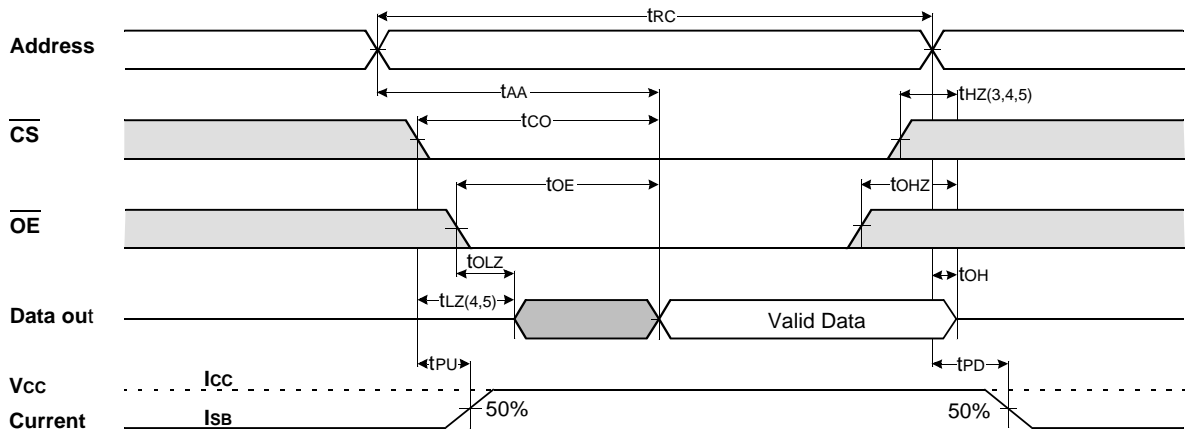 tRC
Address
tAA
tHZ(3,4,5)
tCO
CS
tOE
tOHZ
OE
tOLZ
tOH
tLZ(4,5)
Data out
Valid Data
tPU
tPD
VCC
ICC
50%
50%
Current
ISB